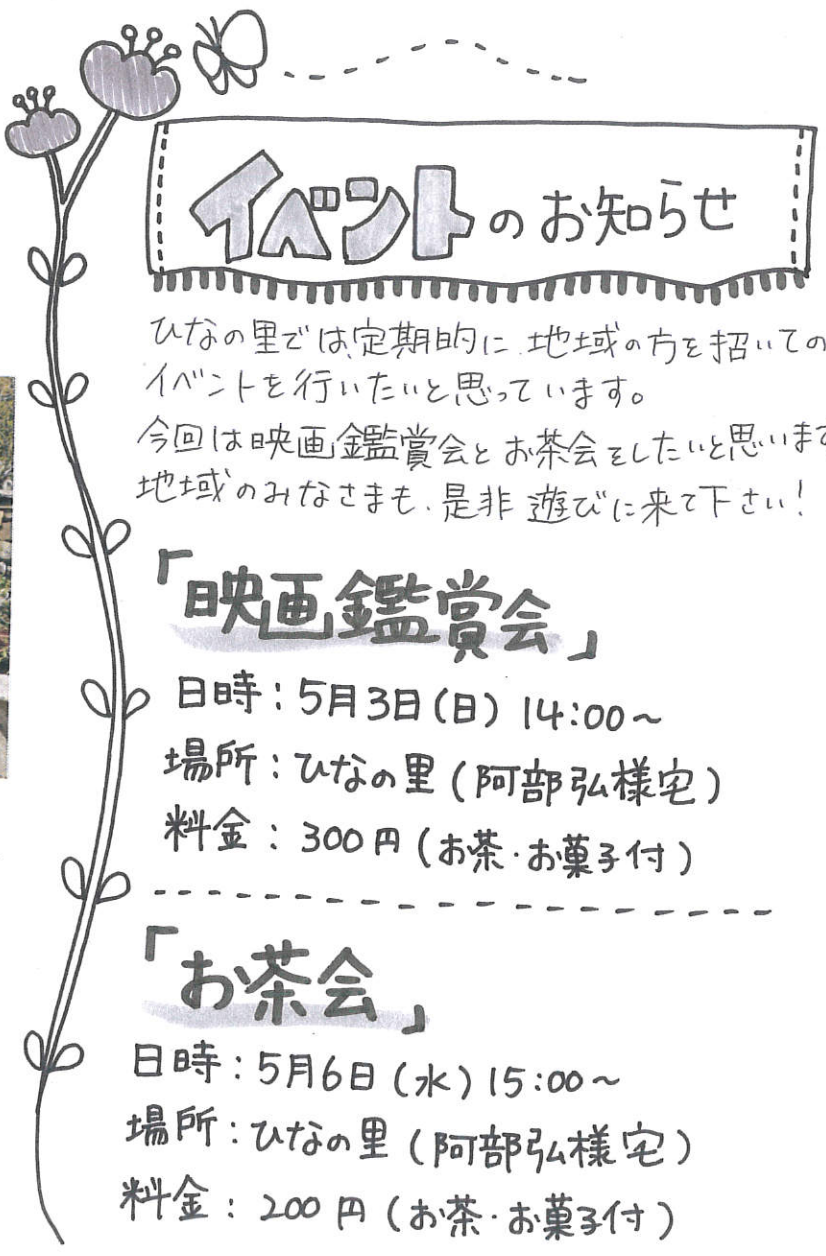 イベントのお知らせ
ひなの里では、定期的に、地域の方を招いての
イベントを行いたいと思っています。
今回は映画鑑賞会とお茶会をしたいと思いま
地域のみなさまも、是非遊びに来て下さい!
「映画鑑賞会」
日時:5月3日(日)14:00~
場所:ひなの里(阿部弘様宅)
料金:300円(お茶・お菓子付)
「お茶会」
日時:5月6日(水)15:00~
場所:ひなの里(阿部弘様宅)
料金:200円(お茶・お菓子付)